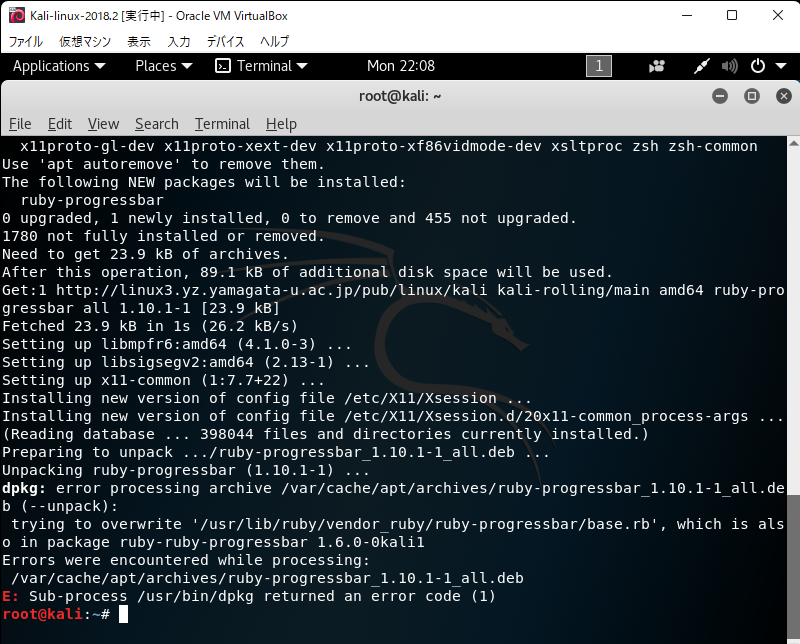 Kali-linux-2018.2 [実行中] - Oracle VM VirtualBox
ファイル 仮想マシン 表示 入力 デバイス ヘルプ
Applications Places Terminal Mon 22:08 1
root@kali: ~
File Edit View Search Terminal Help
x11proto-gl-dev x11proto-xext-dev x11proto-xf86vidmode-dev xsltproc zsh zsh-common
Use 'apt autoremove' to remove them.
The following NEW packages will be installed:
ruby-progressbar
0 upgraded, 1 newly installed, 0 to remove and 455 not upgraded.
1780 not fully installed or removed.
Need to get 23.9 kB of archives.
After this operation, 89.1 kB of additional disk space will be used.
Get:1 http://linux3.yz.yamagata-u.ac.jp/pub/linux/kali kali-rolling/main amd64 ruby-pro
gressbar all 1.10.1-1 [23.9 kB]
Fetched 23.9 kB in 1s (26.2 kB/s)
Setting up libmpfr6:amd64 (4.1.0-3) ...
Setting up libsigsegv2:amd64 (2.13-1) ...
Setting up x11-common (1:7.7+22) ...
Installing new version of config file /etc/X11/Xsession ...
Installing new version of config file /etc/X11/Xsession.d/20x11-common_process-args ...
(Reading database ... 398044 files and directories currently installed.)
Preparing to unpack .../ruby-progressbar_1.10.1-1_all.deb ...
Unpacking ruby-progressbar (1.10.1-1) ...
dpkg: error processing archive /var/cache/apt/archives/ruby-progressbar_1.10.1-1_all.de
b (--unpack):
trying to overwrite '/usr/lib/ruby/vendor_ruby/ruby-progressbar/base.rb', which is als
o in package ruby-ruby-progressbar 1.6.0-0kali1
Errors were encountered while processing:
/var/cache/apt/archives/ruby-progressbar_1.10.1-1_all.deb
E: Sub-process /usr/bin/dpkg returned an error code (1)
root@kali:~#